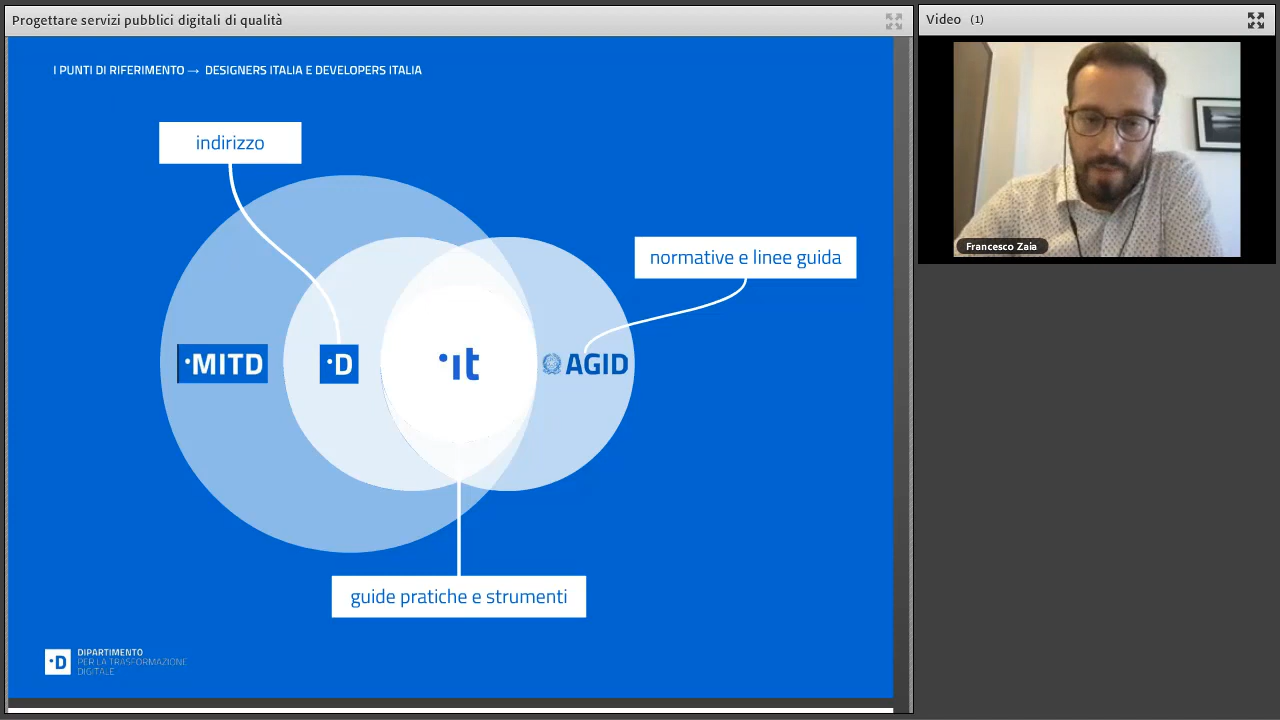 Progettare servizi pubblici digitali di qualità
Video (1)
I PUNTI DI RIFERIMENTO → DESIGNERS ITALIA E DEVELOPERS ITALIA
indirizzo
normative e linee guida
Francesco Zaia
·MITD
·D
·ıt
AGID
guide pratiche e strumenti
·D
DIPARTIMENTO
PER LA TRASFORMAZIONE
DIGITALE